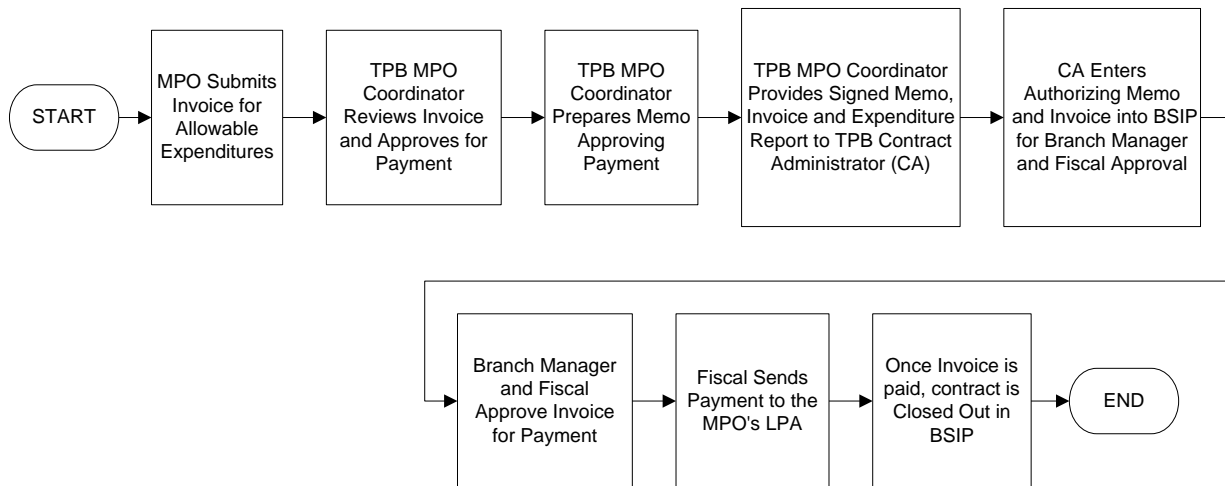 START
MPO Submits
Invoice for
Allowable
Expenditures
TPB MPO
Coordinator
Reviews Invoice
and Approves for
Payment
TPB MPO
Coordinator
Prepares Memo
Approving
Payment
TPB MPO Coordinator
Provides Signed Memo,
Invoice and Expenditure
Report to TPB Contract
Administrator (CA)
CA Enters
Authorizing Memo
and Invoice into BSIP
for Branch Manager
and Fiscal Approval
Branch Manager
and Fiscal
Approve Invoice
for Payment
Fiscal Sends
Payment to the
MPO's LPA
Once Invoice is
paid, contract is
Closed Out in
BSIP
END